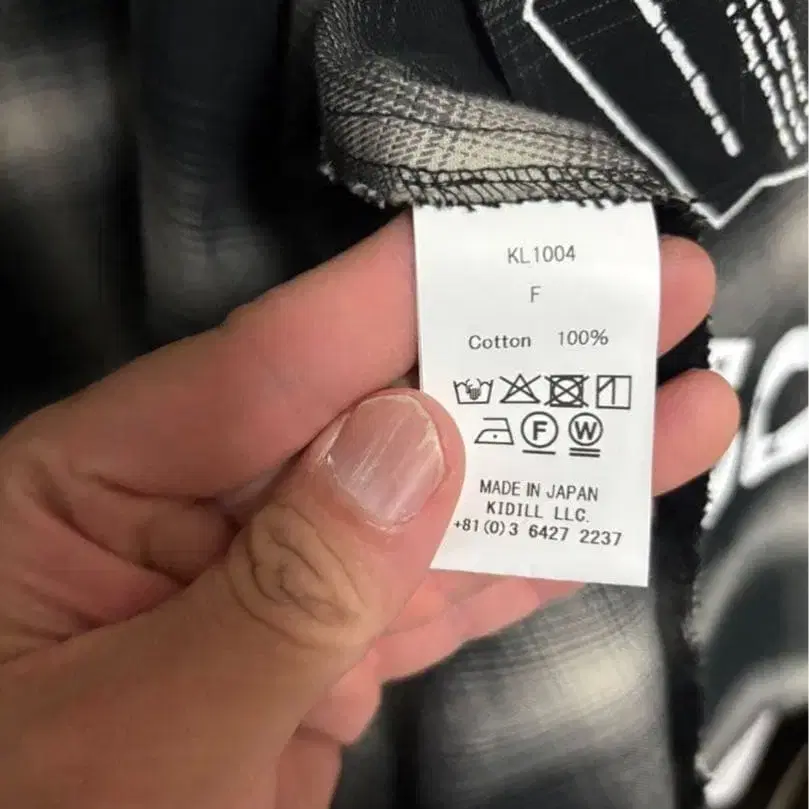 KL1004
F
Cotton 100%
F W
MADE IN JAPAN
KIDILL LLC.
+81(0)3 6427 2237